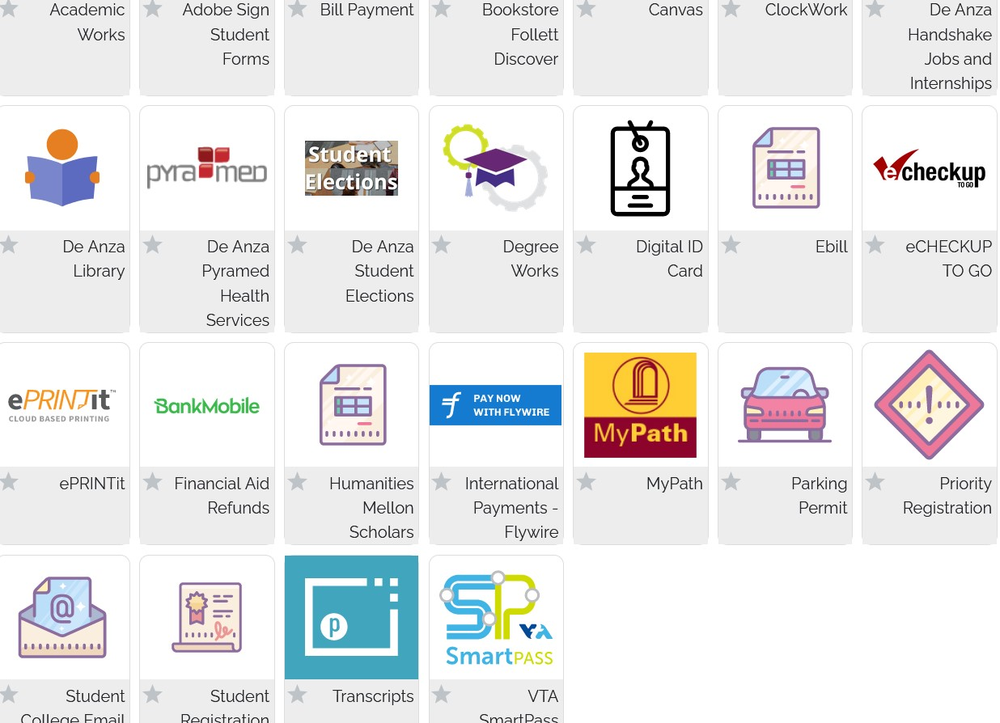 Academic
Works
Adobe Sign
Student
Forms
Bill Payment
Bookstore
Follett
Discover
Canvas
ClockWork
De Anza
Handshake
Jobs and
Internships
pyramed
Student
Elections
echeckup
TO GO
De Anza
Library
De Anza
Pyramed
Health
Services
De Anza
Student
Elections
Degree
Works
Digital ID
Card
Ebill
eCHECKUP
TO GO
ePRINTit™
CLOUD BASED PRINTING
BankMobile
PAY NOW
WITH FLYWIRE
MyPath
ePRINTit
Financial Aid
Refunds
Humanities
Mellon
Scholars
International
Payments -
Flywire
MyPath
Parking
Permit
Priority
Registration
@
p
SP
VTA
SmartPASS
Student
College Email
Student
Registration
Transcripts
VTA
SmartPass